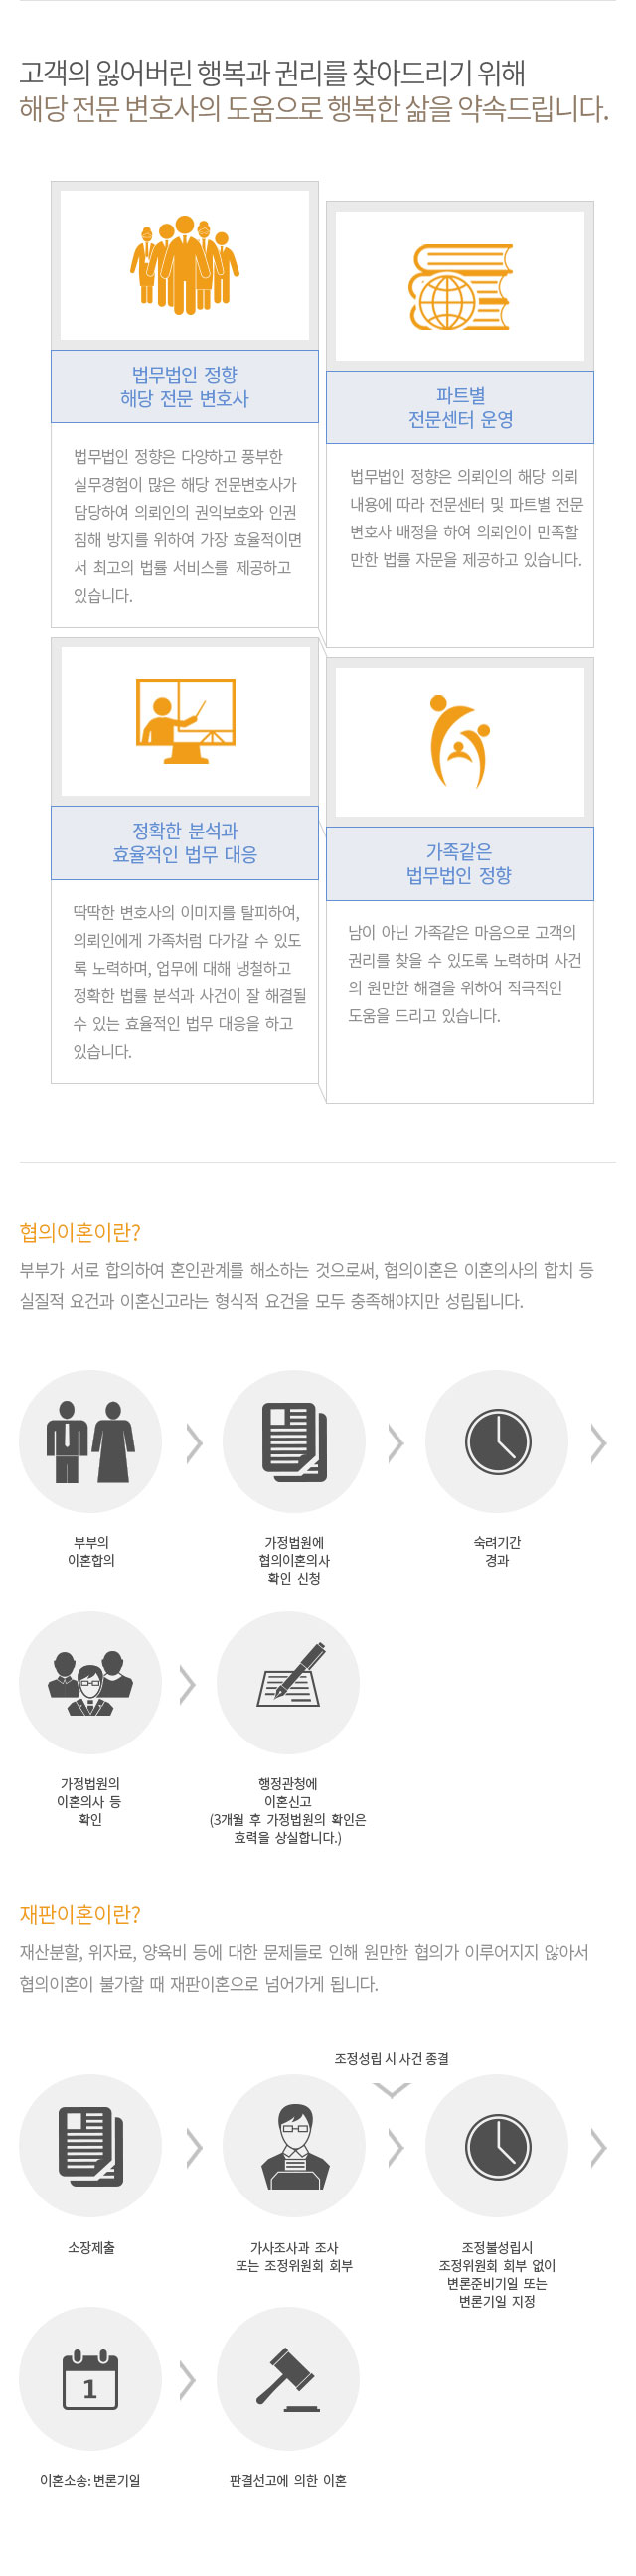 고객의 잃어버린 행복과 권리를 찾아드리기 위해
해당 전문 변호사의 도움으로 행복한 삶을 약속드립니다.
법무법인 정향
해당 전문 변호사
법무법인 정향은 다양하고 풍부한
실무경험이 많은 해당 전문변호사가
담당하여 의뢰인의 권익보호와 인권
침해 방지를 위하여 가장 효율적이면
서 최고의 법률 서비스를 제공하고
있습니다.
파트별
전문센터 운영
법무법인 정향은 의뢰인의 해당 의뢰
내용에 따라 전문센터 및 파트별 전문
변호사 배정을 하여 의뢰인이 만족할
만한 법률 자문을 제공하고 있습니다.
정확한 분석과
효율적인 법무 대응
딱딱한 변호사의 이미지를 탈피하여,
의뢰인에게 가족처럼 다가갈 수 있도
록 노력하며, 업무에 대해 냉철하고
정확한 법률 분석과 사건이 잘 해결될
수 있는 효율적인 법무 대응을 하고
있습니다.
가족같은
법무법인 정향
남이 아닌 가족같은 마음으로 고객의
권리를 찾을 수 있도록 노력하며 사건
의 원만한 해결을 위하여 적극적인
도움을 드리고 있습니다.
협의이혼이란?
부부가 서로 합의하여 혼인관계를 해소하는 것으로써, 협의이혼은 이혼의사의 합치 등
실질적 요건과 이혼신고라는 형식적 요건을 모두 충족해야지만 성립됩니다.
부부의
이혼합의
가정법원에
협의이혼의사
확인 신청
숙려기간
경과
가정법원의
이혼의사 등
확인
행정관청에
이혼신고
(3개월 후 가정법원의 확인은
효력을 상실합니다.)
재판이혼이란?
재산분할, 위자료, 양육비 등에 대한 문제들로 인해 원만한 협의가 이루어지지 않아서
협의이혼이 불가할 때 재판이혼으로 넘어가게 됩니다.
조정성립 시 사건 종결
소장제출
가사조사과 조사
또는 조정위원회 회부
조정불성립시
조정위원회 회부 없이
변론준비기일 또는
변론기일 지정
1
이혼소송: 변론기일
판결선고에 의한 이혼